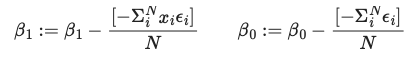 β₁ := β₁ − [−Σᵢᴺ xᵢϵᵢ] / N    β₀ := β₀ − [−Σᵢᴺ ϵᵢ] / N